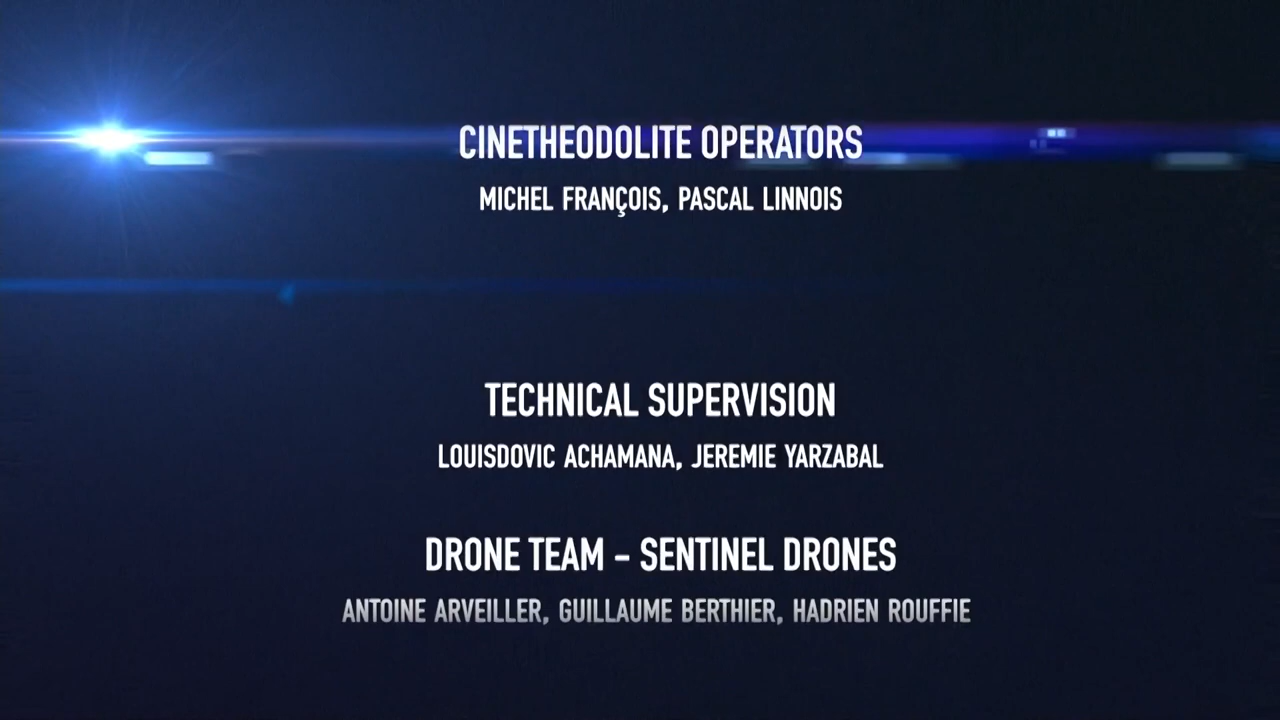 CINETHEODOLITE OPERATORS
MICHEL FRANÇOIS, PASCAL LINNOIS
TECHNICAL SUPERVISION
LOUISDOVIC ACHAMANA, JEREMIE YARZABAL
DRONE TEAM - SENTINEL DRONES
ANTOINE ARVEILLER, GUILLAUME BERTHIER, HADRIEN ROUFFIE